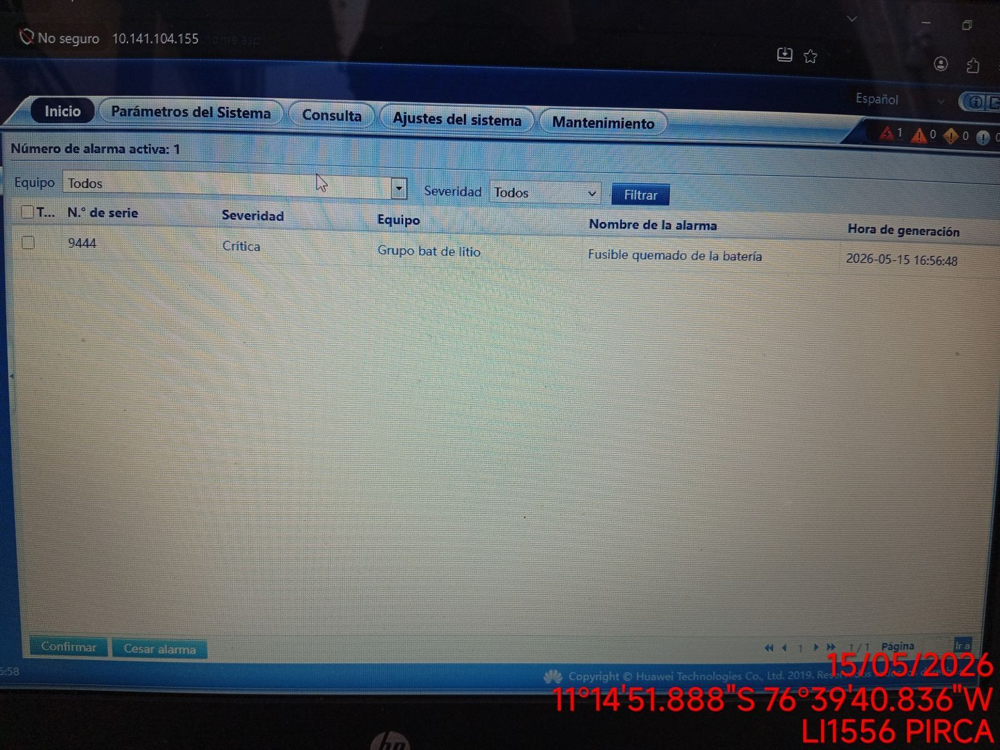 No seguro 10.141.104.155
Español
Inicio Parámetros del Sistema Consulta Ajustes del sistema Mantenimiento
1 0 0 0
Número de alarma activa: 1
Equipo Todos Severidad Todos Filtrar
T... N.º de serie Severidad Equipo Nombre de la alarma Hora de generación
9444 Crítica Grupo bat de litio Fusible quemado de la batería 2026-05-15 16:56:48
Confirmar Cesar alarma 1 1 / 1 Página Ir a
Copyright © Huawei Technologies Co., Ltd. 2019.
15/05/2026
11°14'51.888"S 76°39'40.836"W
LI1556 PIRCA
hp